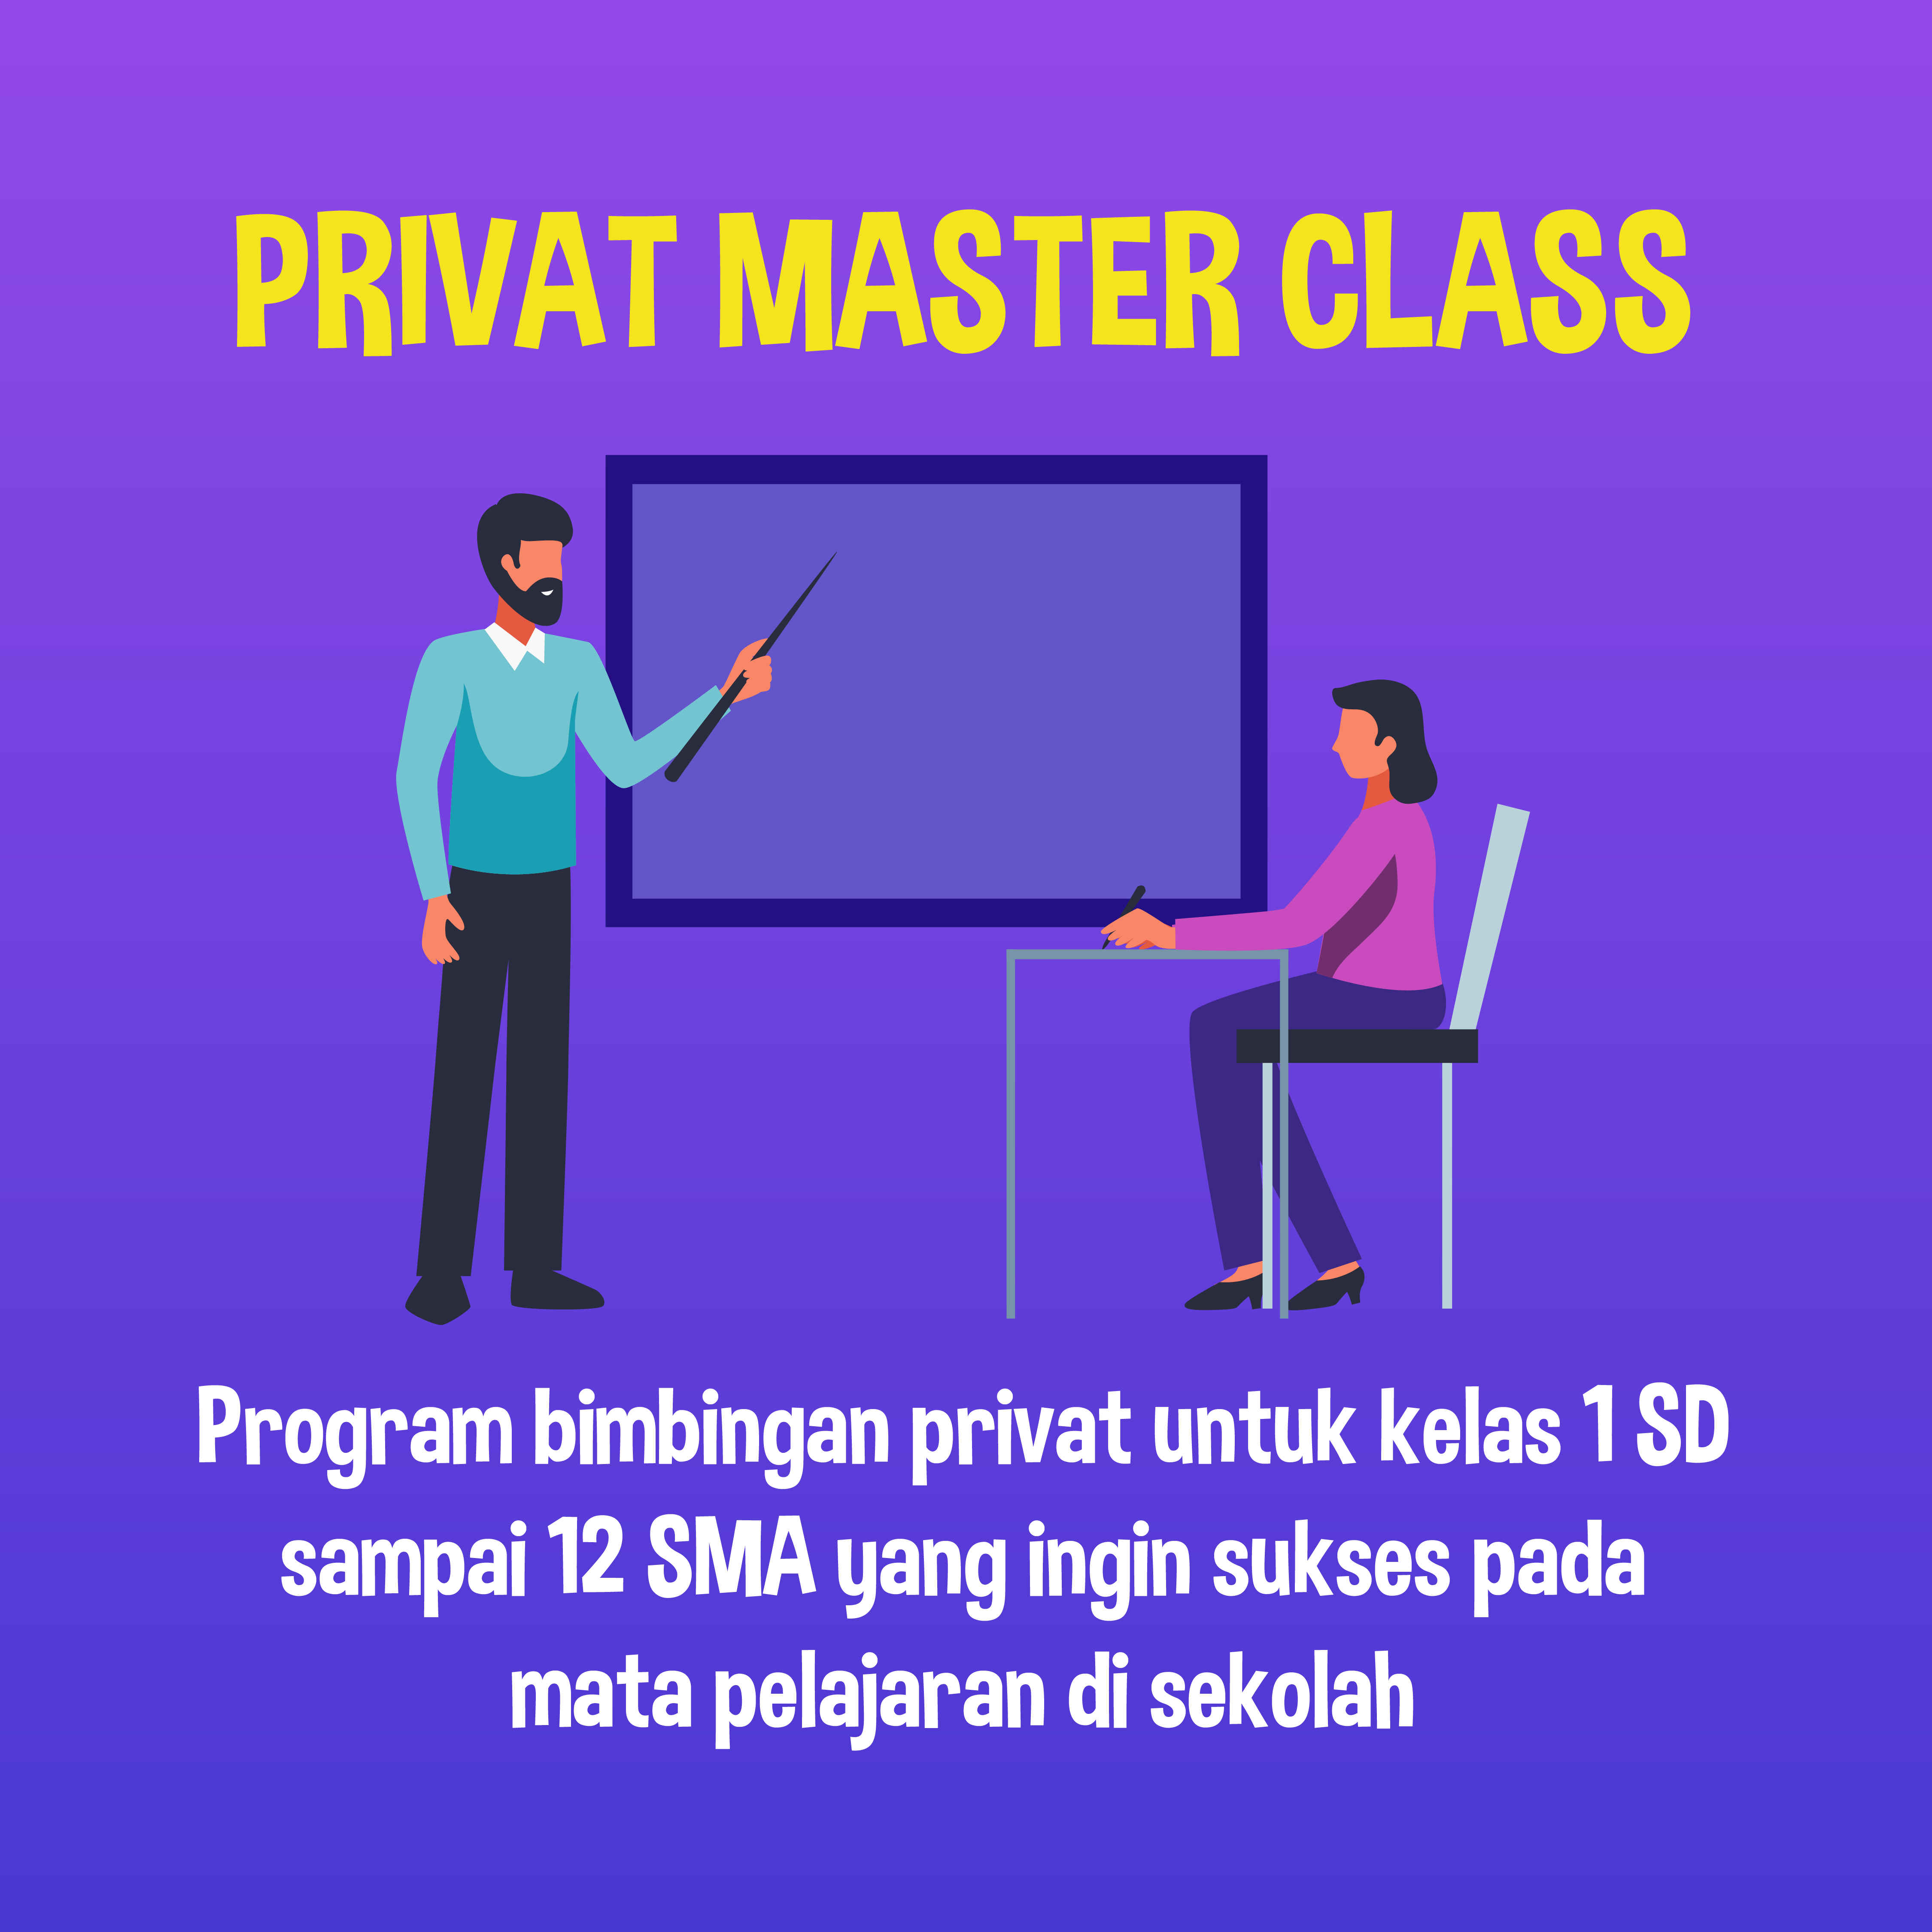 PRIVAT MASTER CLASS
Program bimbingan privat untuk kelas 1 SD
sampai 12 SMA yang ingin sukses pada
mata pelajaran di sekolah